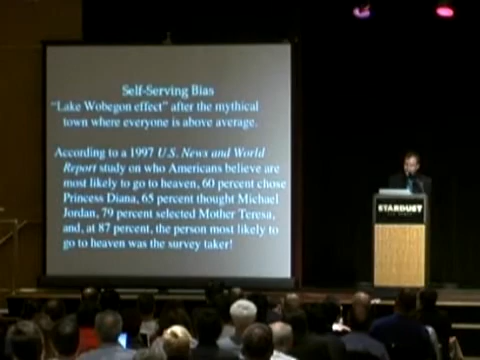 Self-Serving Bias
"Lake Wobegon effect" after the mythical
town where everyone is above average.
According to a 1997 U.S. News and World
Report study on who Americans believe are
most likely to go to heaven, 60 percent chose
Princess Diana, 65 percent thought Michael
Jordan, 79 percent selected Mother Teresa,
and, at 87 percent, the person most likely to
go to heaven was the survey taker!
STARDUST